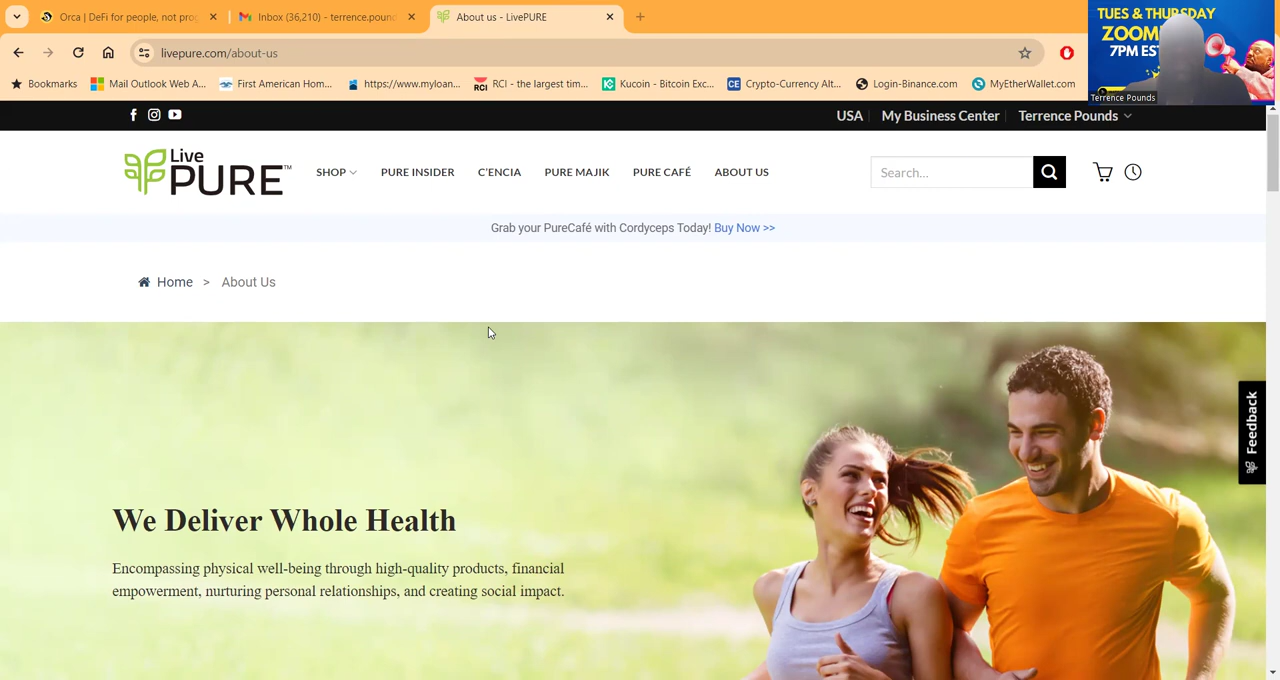 Orca | DeFi for people, not prog
Inbox (36,210) - terrence.pound
About us - LivePURE
livepure.com/about-us
Bookmarks
Mail Outlook Web A...
First American Hom...
https://www.myloan...
RCI - the largest tim...
Kucoin - Bitcoin Exc...
Crypto-Currency Alt...
Login-Binance.com
MyEtherWallet.com
TUES & THURSDAY
ZOOM
7PM EST
Terrence Pounds
USA
My Business Center
Terrence Pounds
Live
PURE™
SHOP
PURE INSIDER
C'ENCIA
PURE MAJIK
PURE CAFÉ
ABOUT US
Search...
Grab your PureCafé with Cordyceps Today! Buy Now >>
Home > About Us
Feedback
We Deliver Whole Health
Encompassing physical well-being through high-quality products, financial
empowerment, nurturing personal relationships, and creating social impact.